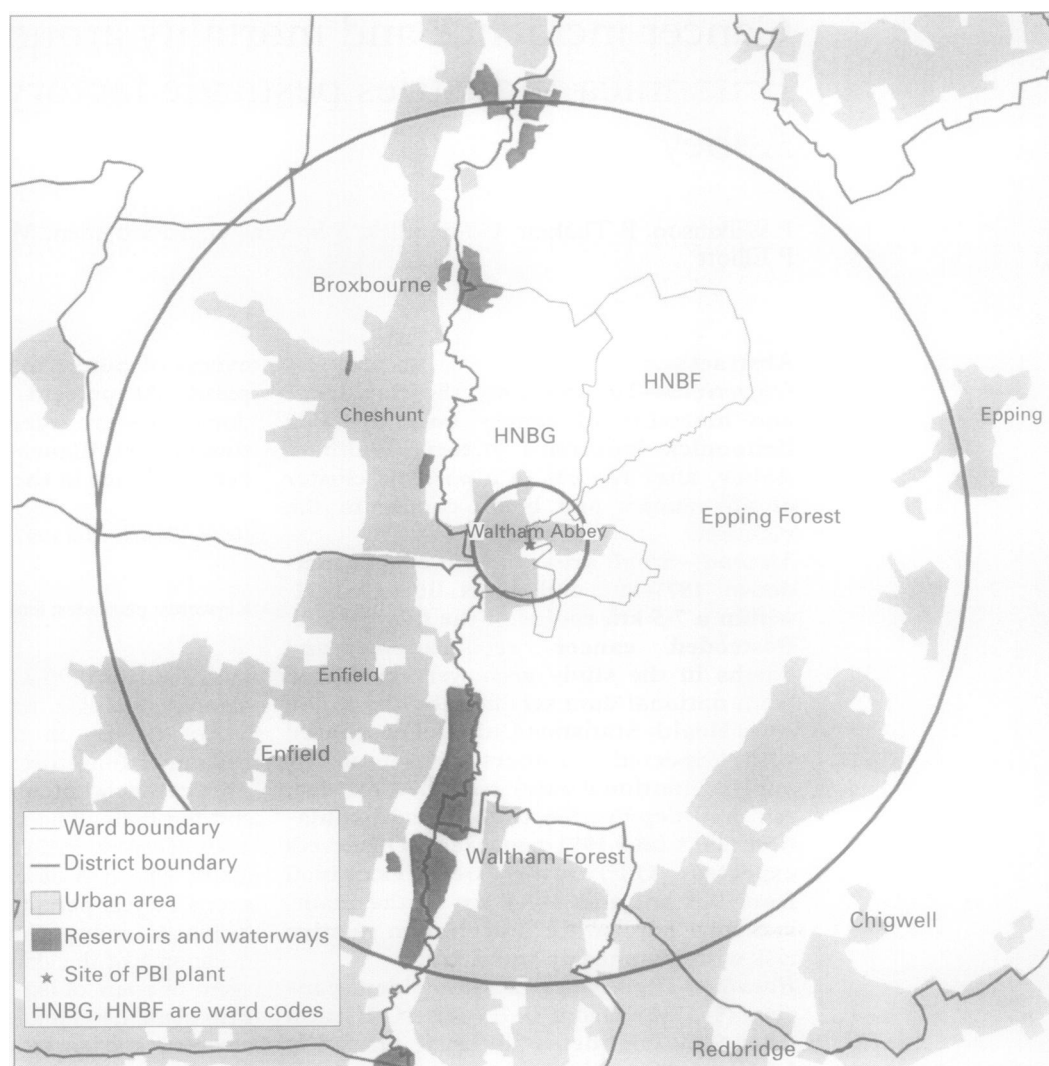 Broxbourne
HNBF
Cheshunt
HNBG
Epping
Waltham Abbey
Epping Forest
Enfield
Enfield
Ward boundary
District boundary
Urban area
Reservoirs and waterways
Site of PBI plant
HNBG, HNBF are ward codes
Waltham Forest
Chigwell
Redbridge